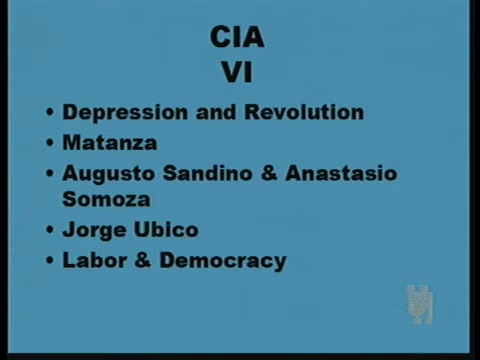 CIA
VI
• Depression and Revolution
• Matanza
• Augusto Sandino & Anastasio
Somoza
• Jorge Ubico
• Labor & Democracy